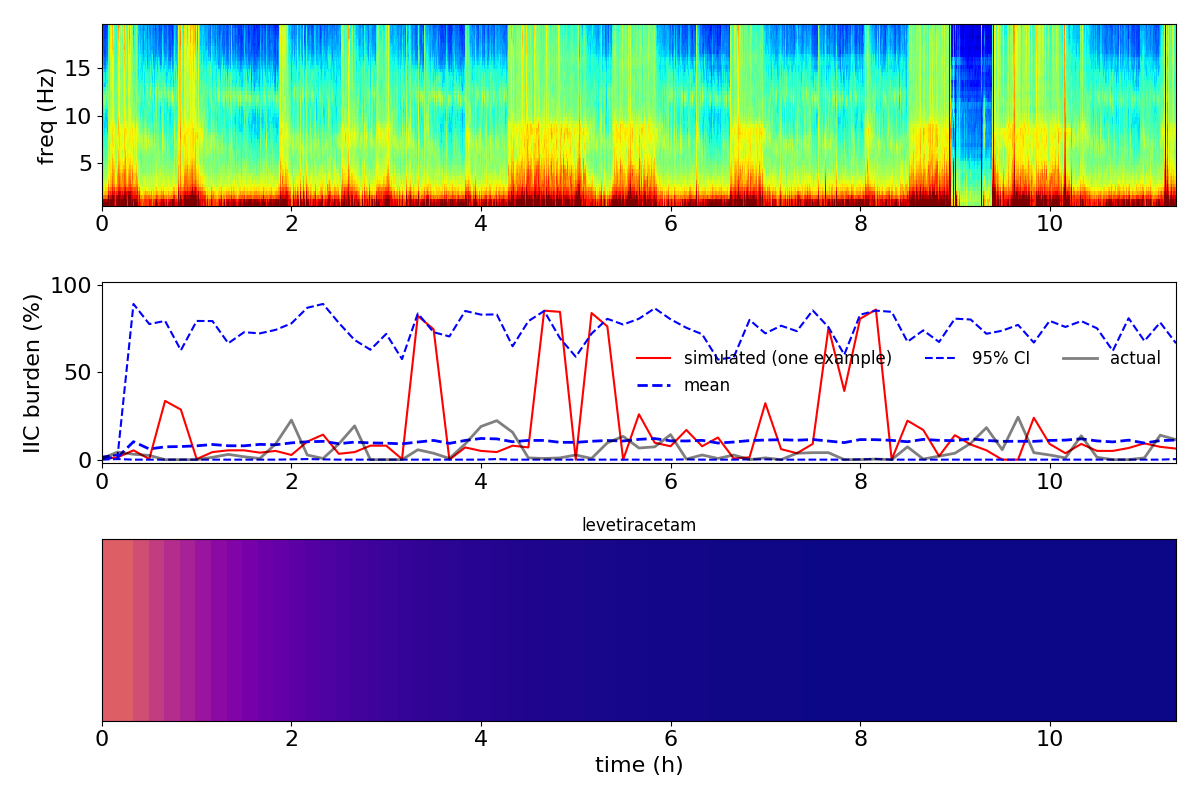 freq (Hz)
15
10
5
0 2 4 6 8 10
IIC burden (%)
100
50
0
simulated (one example) 95% CI actual
mean
0 2 4 6 8 10
levetiracetam
0 2 4 6 8 10
time (h)